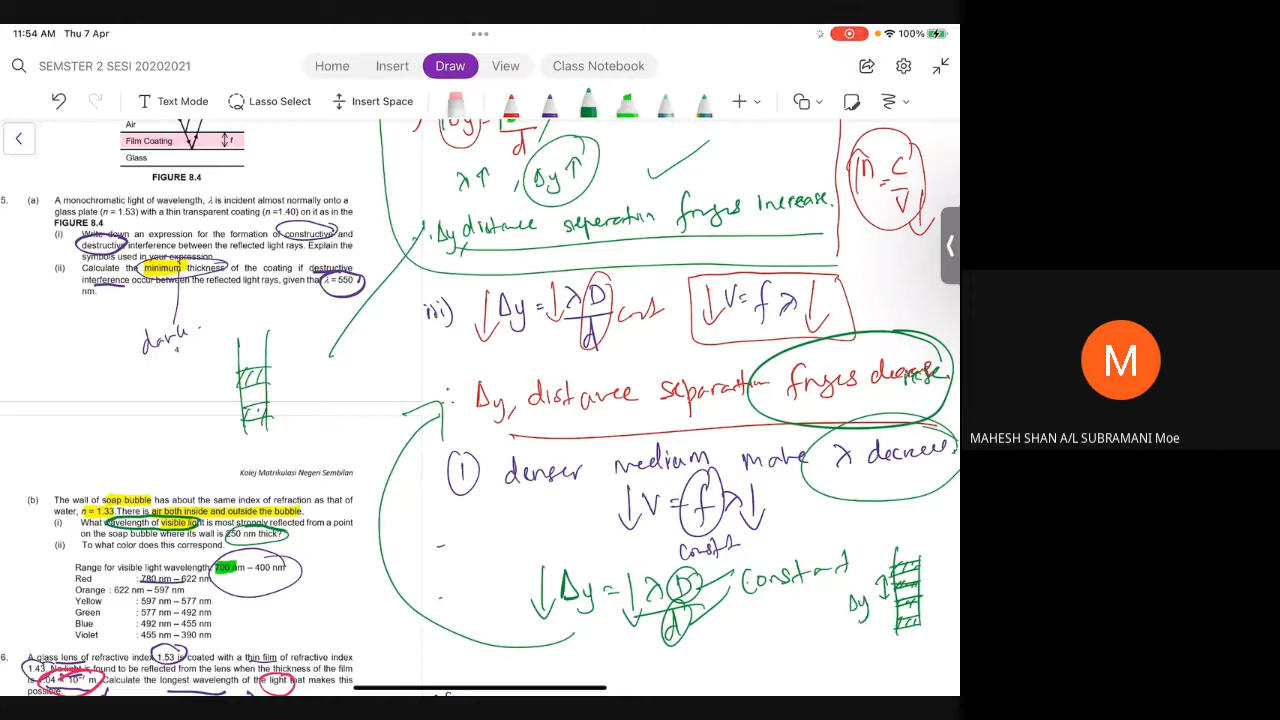 11:54 AM Thu 7 Apr
100%
SEMSTER 2 SESI 20202021
Home Insert Draw View Class Notebook
Text Mode Lasso Select Insert Space
Air
Film Coating t
Glass
FIGURE 8.4
5. (a) A monochromatic light of wavelength, λ is incident almost normally onto a
glass plate (n = 1.53) with a thin transparent coating (n =1.40) on it as in the
FIGURE 8.4
(i) Write down an expression for the formation of constructive and
destructive interference between the reflected light rays. Explain the
symbols used in your expression.
(ii) Calculate the minimum thickness of the coating if destructive
interference occur between the reflected light rays, given that λ = 550
nm.
dark
4
Kolej Matrikulasi Negeri Sembilan
(b) The wall of soap bubble has about the same index of refraction as that of
water, n = 1.33.There is air both inside and outside the bubble.
(i) What wavelength of visible light is most strongly reflected from a point
on the soap bubble where its wall is 250 nm thick?
(ii) To what color does this correspond.
Range for visible light wavelength: 700 nm – 400 nm
Red : 780 nm – 622 nm
Orange : 622 nm – 597 nm
Yellow : 597 nm – 577 nm
Green : 577 nm – 492 nm
Blue : 492 nm – 455 nm
Violet : 455 nm – 390 nm
6. A glass lens of refractive index 1.53 is coated with a thin film of refractive index
1.43. No light is found to be reflected from the lens when the thickness of the film
is m. Calculate the longest wavelength of the light that makes this
possible.
Δy =
d
λ↑ , Δy↑
∴ Δy distance seperation fringes increase.
n = C
V ↓
iii) ↓ Δy = ↓ λ D const
d
↓ V = f λ ↓
∴ Δy, distance separation fringes decrease
① denser medium make λ decrease
↓ V = f λ ↓
const
↓ Δy = ↓ λ D constant
d
Δy
M
MAHESH SHAN A/L SUBRAMANI Moe